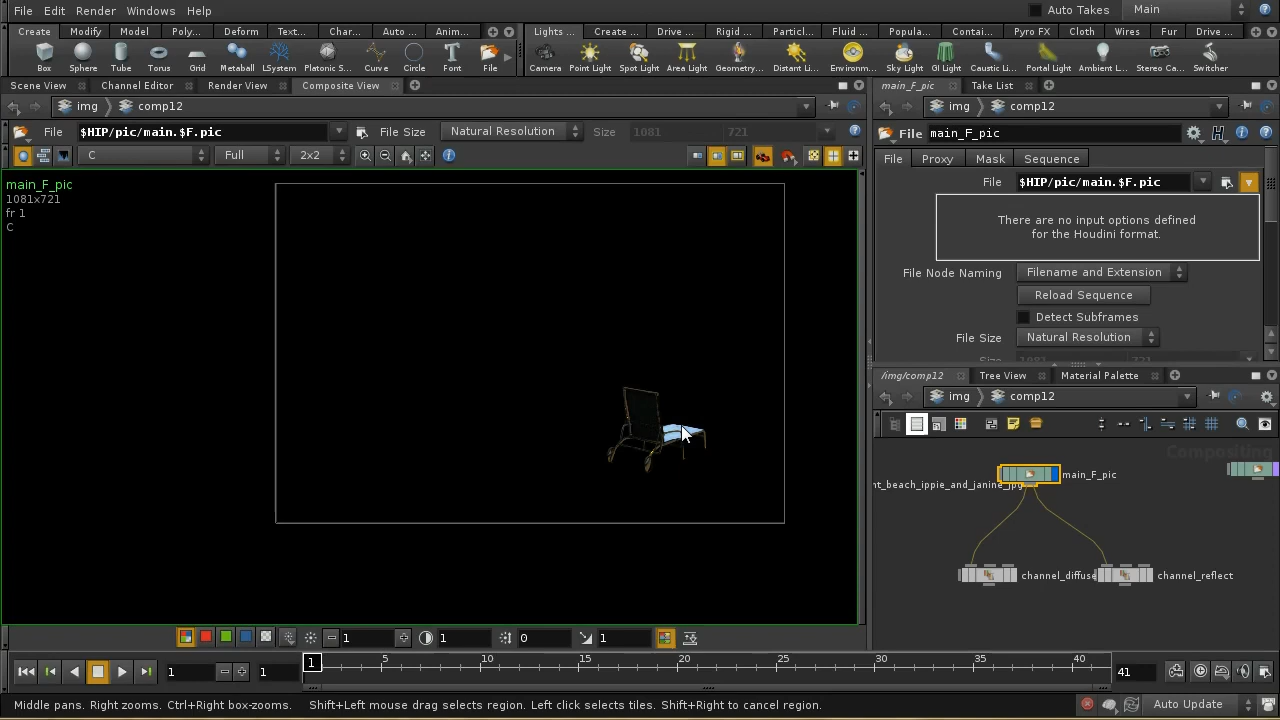 File Edit Render Windows Help
Auto Takes Main
Create Modify Model Poly... Deform Text... Char... Auto ... Anim...
Lights ... Create ... Drive ... Rigid ... Particl... Fluid ... Popula... Contai... Pyro FX Cloth Wires Fur Drive ...
Box Sphere Tube Torus Grid Metaball LSystem Platonic S... Curve Circle Font File
Camera Point Light Spot Light Area Light Geometry... Distant Li... Environm... Sky Light GI Light Caustic Li... Portal Light Ambient L... Stereo Ca... Switcher
Scene View Channel Editor Render View Composite View
main_F_pic Take List
img comp12
img comp12
File $HIP/pic/main.$F.pic File Size Natural Resolution Size 1081 721
File main_F_pic
C Full 2x2
File Proxy Mask Sequence
main_F_pic
1081x721
fr 1
C
File $HIP/pic/main.$F.pic
There are no input options defined
for the Houdini format.
File Node Naming Filename and Extension
Reload Sequence
Detect Subframes
File Size Natural Resolution
/img/comp12 Tree View Material Palette
img comp12
Compositing
main_F_pic
nt_beach_ippie_and_janine_jpg
channel_diffuse channel_reflect
1 1 0 1
1 1 1 5 10 15 20 25 30 35 40 41
Middle pans. Right zooms. Ctrl+Right box-zooms. Shift+Left mouse drag selects region. Left click selects tiles. Shift+Right to cancel region.
Auto Update